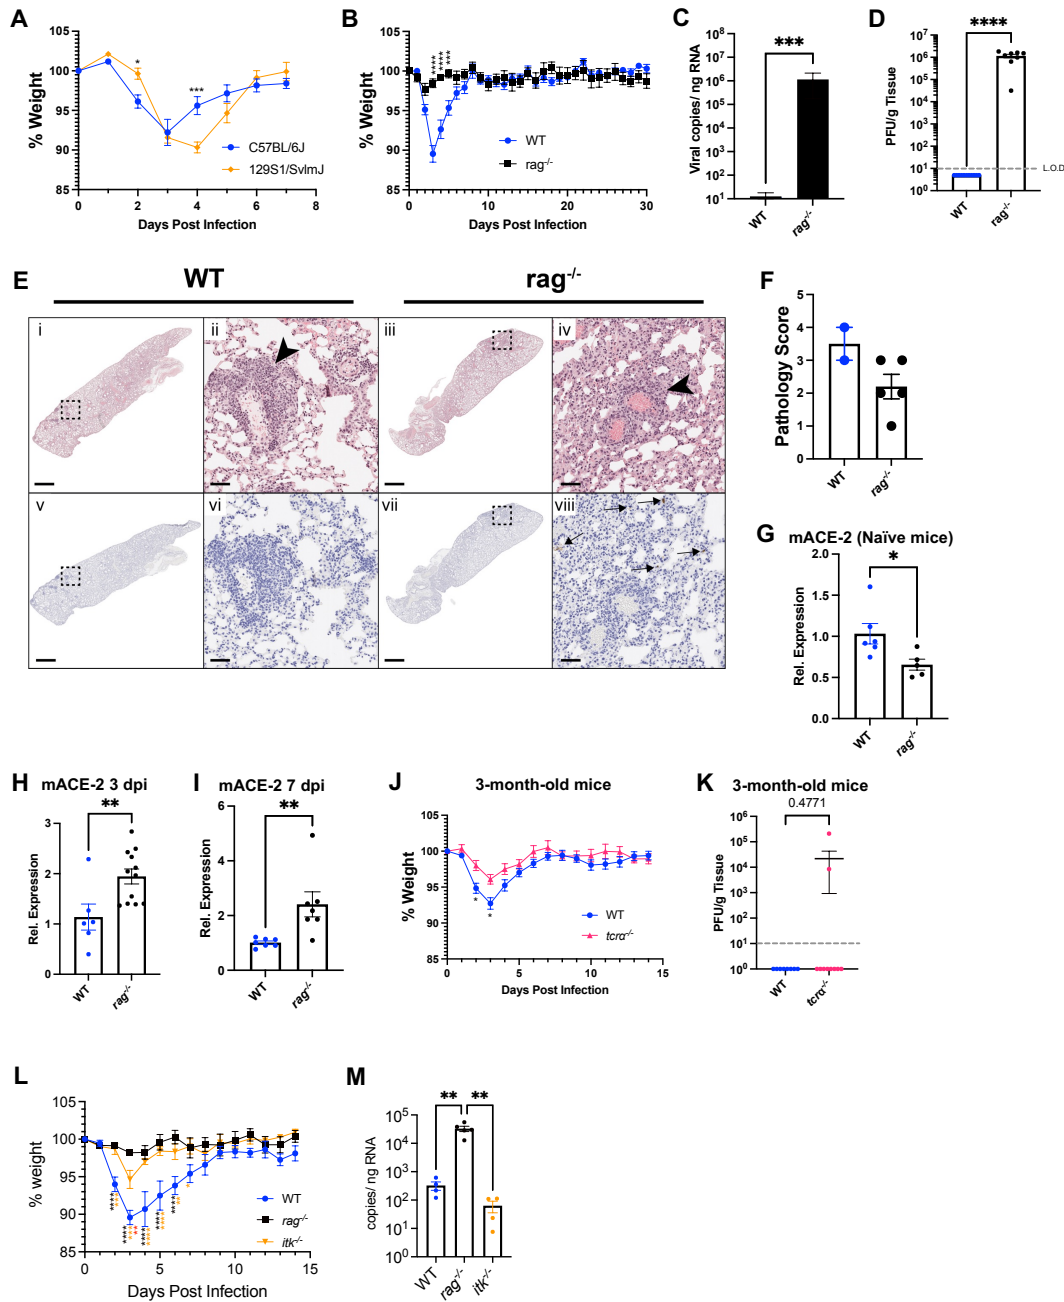 A
105
100
95
90
85
% Weight
*
***
C57BL/6J
129S1/SvlmJ
0 2 4 6 8
Days Post Infection
B
105
100
95
90
85
% Weight
****
****
***
WT
rag-/-
0 5 10 15 20 25 30
Days Post Infection
C
***
10^8
10^7
10^6
10^5
10^4
10^3
10^2
10^1
Viral copies/ ng RNA
WT
rag-/-
D
****
10^7
10^6
10^5
10^4
10^3
10^2
10^1
10^0
PFU/g Tissue
L.O.D
WT
rag-/-
E
WT
rag-/-
i
ii
iii
iv
v
vi
vii
viii
F
5
4
3
2
1
0
Pathology Score
WT
rag-/-
G
mACE-2 (Naïve mice)
*
2.0
1.5
1.0
0.5
0.0
Rel. Expression
WT
rag-/-
H
mACE-2 3 dpi
**
3
2
1
0
Rel. Expression
WT
rag-/-
I
mACE-2 7 dpi
**
6
4
2
0
Rel. Expression
WT
rag-/-
J
3-month-old mice
105
100
95
90
85
% Weight
*
*
WT
tcrα-/-
0 5 10 15
Days Post Infection
K
3-month-old mice
0.4771
10^6
10^5
10^4
10^3
10^2
10^1
10^0
PFU/g Tissue
WT
tcrα-/-
L
105
100
95
90
85
% weight
WT
rag-/-
itk-/-
0 5 10 15
Days Post Infection
M
** **
10^5
10^4
10^3
10^2
10^1
10^0
copies/ ng RNA
WT
rag-/-
itk-/-